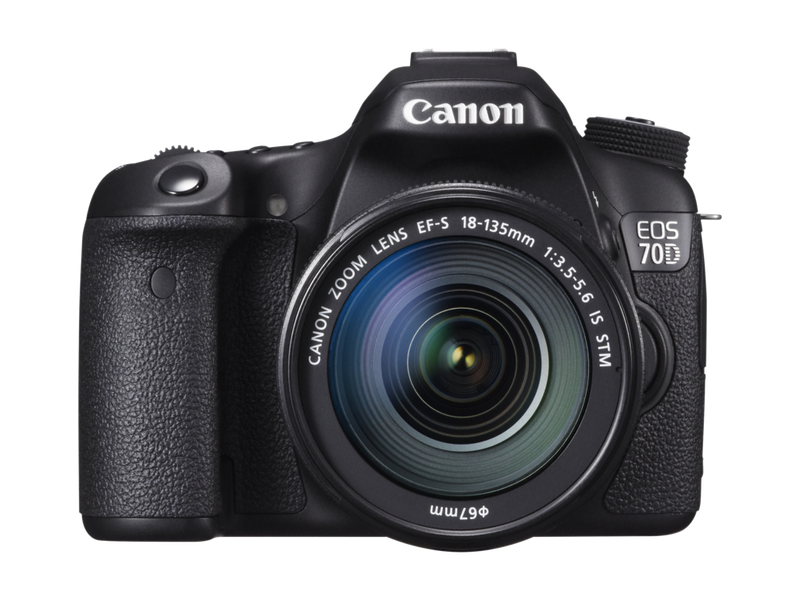 Canon
EOS
70D
CANON ZOOM LENS EF-S 18-135mm 1:3.5-5.6 IS STM
φ67mm